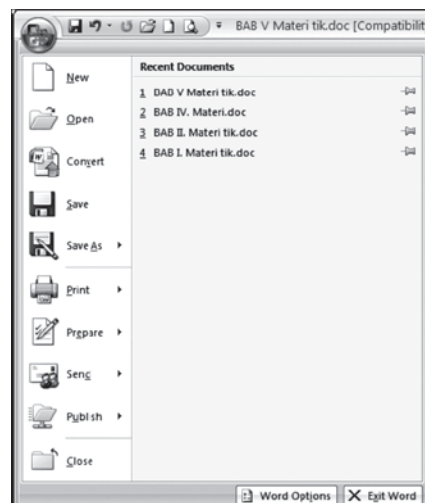 BAB V Materi tik.doc [Compatibilit
New
Open
Convert
Save
Save As
Print
Prepare
Send
Publish
Close
Recent Documents
1 BAB V Materi tik.doc
2 BAB IV. Materi.doc
3 BAB II. Materi tik.doc
4 BAB I. Materi tik.doc
Word Options
Exit Word